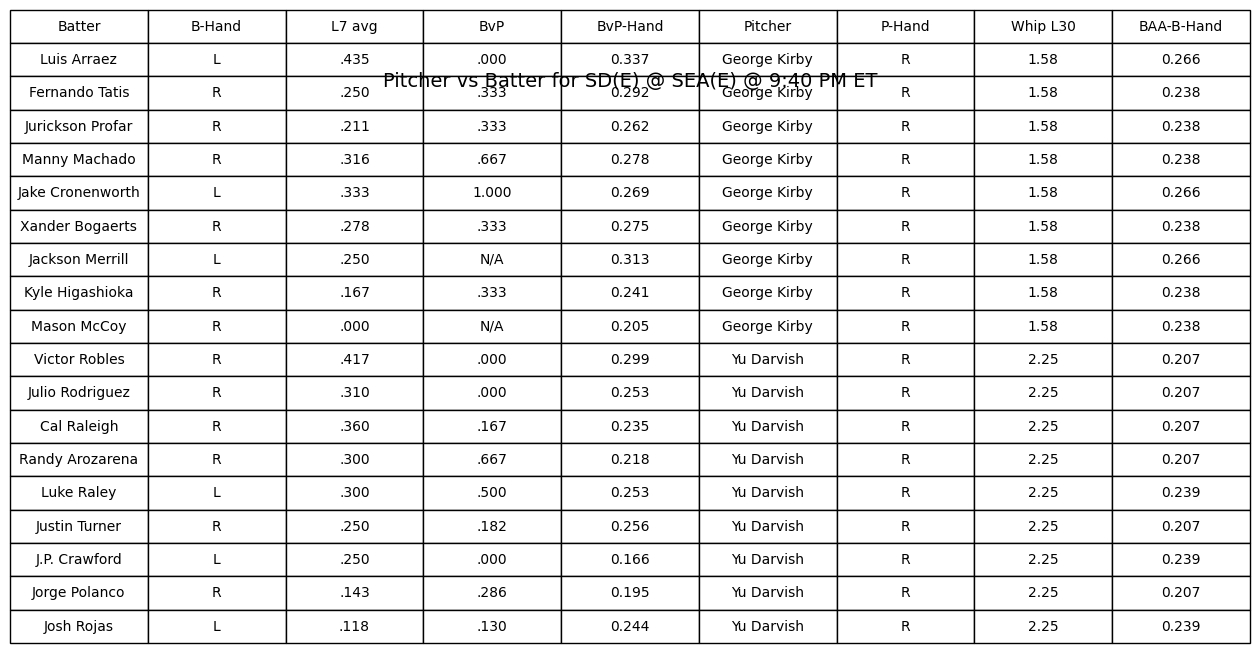 Batter B-Hand L7 avg BvP BvP-Hand Pitcher P-Hand Whip L30 BAA-B-Hand
Luis Arraez L .435 .000 0.337 George Kirby R 1.58 0.266
Pitcher vs Batter for SD(E) @ SEA(E) @ 9:40 PM ET
Fernando Tatis R .250 .333 0.292 George Kirby R 1.58 0.238
Jurickson Profar R .211 .333 0.262 George Kirby R 1.58 0.238
Manny Machado R .316 .667 0.278 George Kirby R 1.58 0.238
Jake Cronenworth L .333 1.000 0.269 George Kirby R 1.58 0.266
Xander Bogaerts R .278 .333 0.275 George Kirby R 1.58 0.238
Jackson Merrill L .250 N/A 0.313 George Kirby R 1.58 0.266
Kyle Higashioka R .167 .333 0.241 George Kirby R 1.58 0.238
Mason McCoy R .000 N/A 0.205 George Kirby R 1.58 0.238
Victor Robles R .417 .000 0.299 Yu Darvish R 2.25 0.207
Julio Rodriguez R .310 .000 0.253 Yu Darvish R 2.25 0.207
Cal Raleigh R .360 .167 0.235 Yu Darvish R 2.25 0.207
Randy Arozarena R .300 .667 0.218 Yu Darvish R 2.25 0.207
Luke Raley L .300 .500 0.253 Yu Darvish R 2.25 0.239
Justin Turner R .250 .182 0.256 Yu Darvish R 2.25 0.207
J.P. Crawford L .250 .000 0.166 Yu Darvish R 2.25 0.239
Jorge Polanco R .143 .286 0.195 Yu Darvish R 2.25 0.207
Josh Rojas L .118 .130 0.244 Yu Darvish R 2.25 0.239